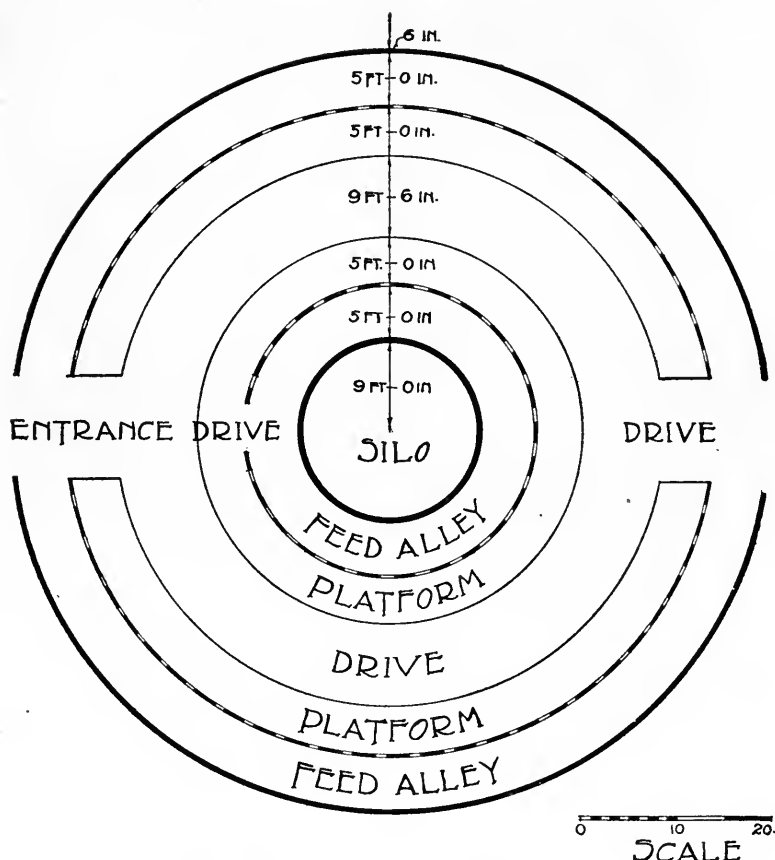 6 IN.
5 FT - 0 IN.
5 FT - 0 IN.
9 FT - 6 IN.
5 FT. - 0 IN
5 FT - 0 IN
9 FT - 0 IN
ENTRANCE DRIVE
SILO
DRIVE
FEED ALLEY
PLATFORM
DRIVE
PLATFORM
FEED ALLEY
0 10 20.
SCALE